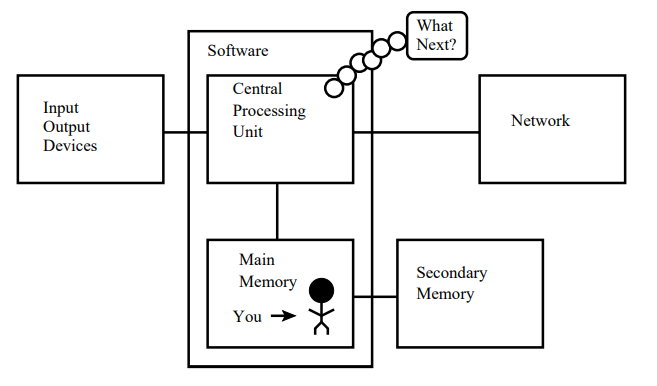 What
Next?
Software
Central
Processing
Unit
Input
Output
Devices
Network
Main
Memory
You
Secondary
Memory